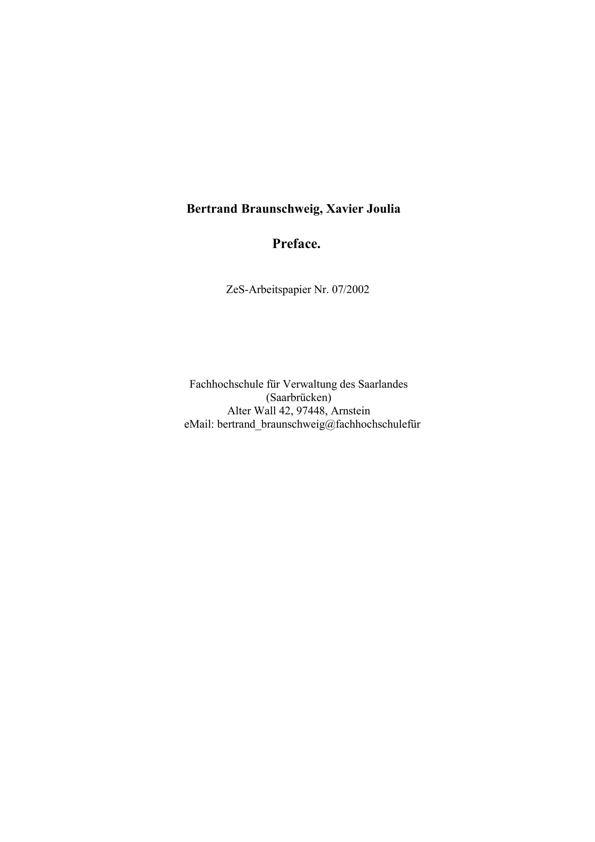 Bertrand Braunschweig, Xavier Joulia
Preface.
ZeS-Arbeitspapier Nr. 07/2002
Fachhochschule für Verwaltung des Saarlandes
(Saarbrücken)
Alter Wall 42, 97448, Arnstein
eMail: bertrand_braunschweig@fachhochschulefür